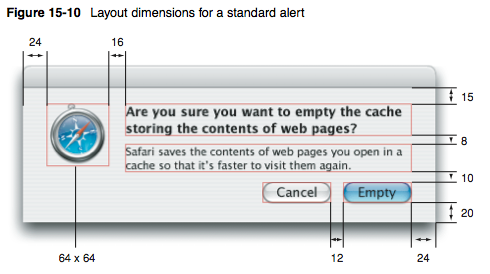 Figure 15-10 Layout dimensions for a standard alert
24
16
15
Are you sure you want to empty the cache
storing the contents of web pages?
8
Safari saves the contents of web pages you open in a
cache so that it's faster to visit them again.
10
Cancel
Empty
20
64 x 64
12
24